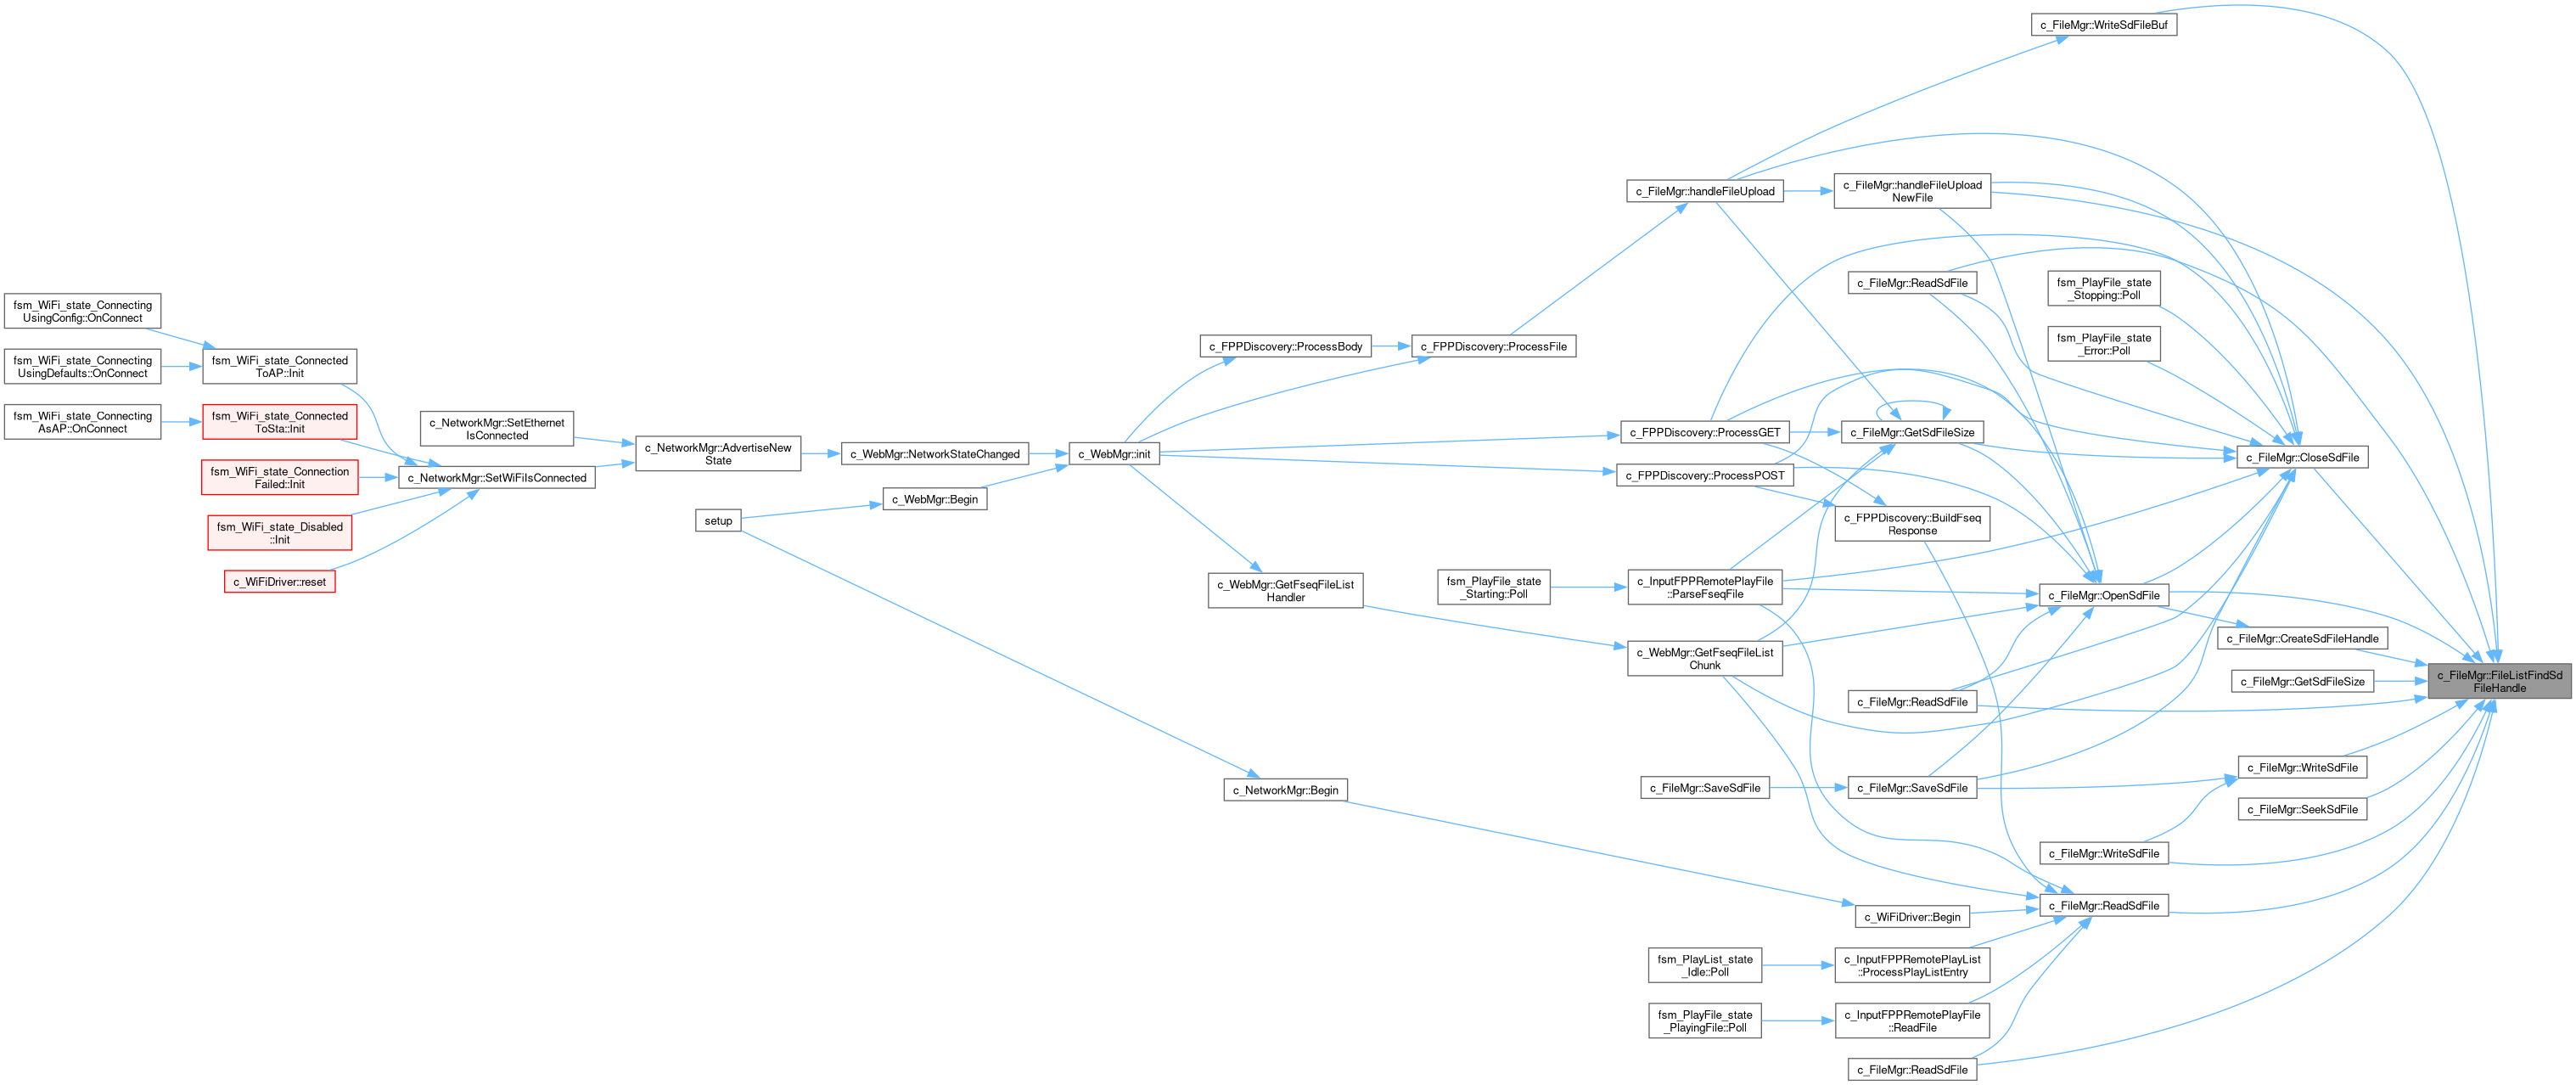 c_FileMgr::WriteSdFileBuf
c_FileMgr::handleFileUpload
c_FileMgr::handleFileUpload
NewFile
c_FileMgr::ReadSdFile
fsm_PlayFile_state
_Stopping::Poll
fsm_PlayFile_state
_Error::Poll
fsm_WiFi_state_Connecting
UsingConfig::OnConnect
fsm_WiFi_state_Connecting
UsingDefaults::OnConnect
fsm_WiFi_state_Connected
ToAP::Init
c_FPPDiscovery::ProcessBody
c_FPPDiscovery::ProcessFile
fsm_WiFi_state_Connecting
AsAP::OnConnect
fsm_WiFi_state_Connected
ToSta::Init
c_NetworkMgr::SetEthernet
IsConnected
c_NetworkMgr::AdvertiseNew
State
c_WebMgr::NetworkStateChanged
c_WebMgr::init
c_FPPDiscovery::ProcessGET
c_FileMgr::GetSdFileSize
c_FileMgr::CloseSdFile
fsm_WiFi_state_Connection
Failed::Init
c_NetworkMgr::SetWiFiIsConnected
c_FPPDiscovery::ProcessPOST
c_WebMgr::Begin
setup
fsm_WiFi_state_Disabled
::Init
c_FPPDiscovery::BuildFseq
Response
c_WiFiDriver::reset
c_WebMgr::GetFseqFileList
Handler
fsm_PlayFile_state
_Starting::Poll
c_InputFPPRemotePlayFile
::ParseFseqFile
c_FileMgr::OpenSdFile
c_FileMgr::CreateSdFileHandle
c_WebMgr::GetFseqFileList
Chunk
c_FileMgr::GetSdFileSize
c_FileMgr::FileListFindSd
FileHandle
c_FileMgr::ReadSdFile
c_FileMgr::WriteSdFile
c_NetworkMgr::Begin
c_FileMgr::SaveSdFile
c_FileMgr::SaveSdFile
c_FileMgr::SeekSdFile
c_FileMgr::WriteSdFile
c_FileMgr::ReadSdFile
c_WiFiDriver::Begin
fsm_PlayList_state
_Idle::Poll
c_InputFPPRemotePlayList
::ProcessPlayListEntry
fsm_PlayFile_state
_PlayingFile::Poll
c_InputFPPRemotePlayFile
::ReadFile
c_FileMgr::ReadSdFile